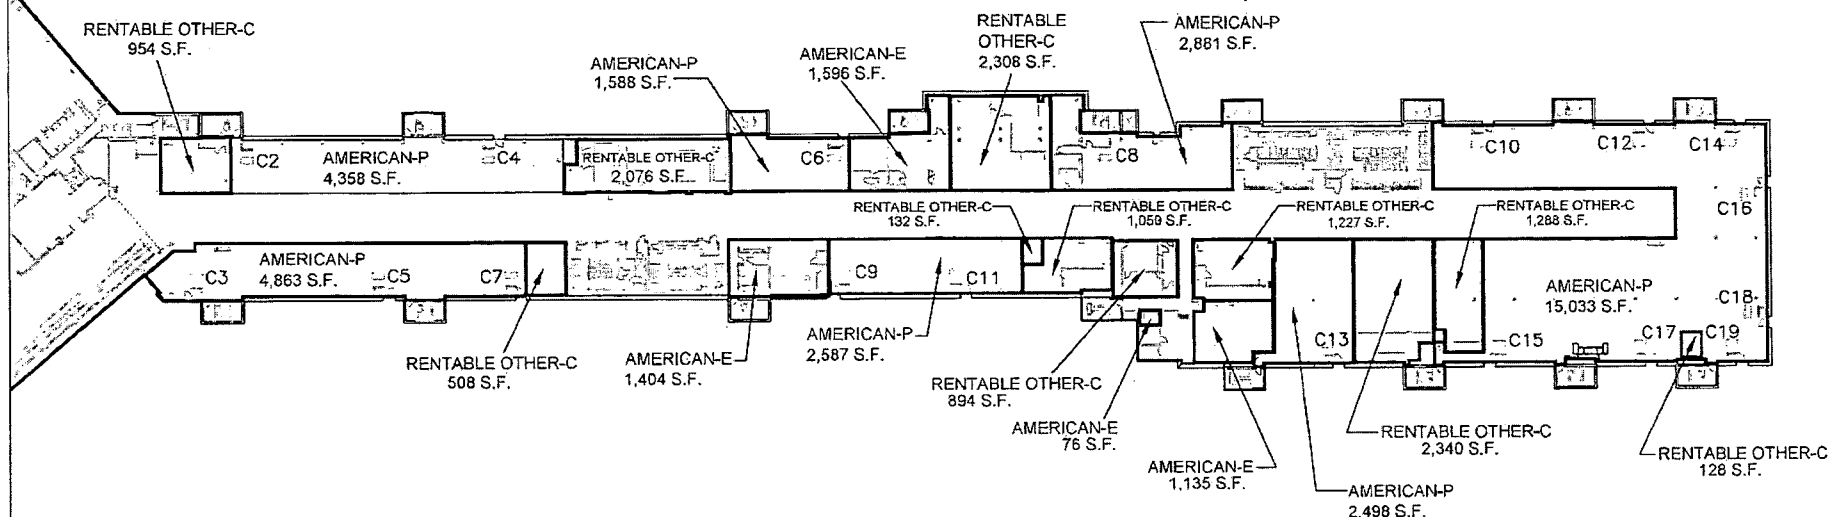 RENTABLE OTHER-C
954 S.F.
RENTABLE
OTHER-C
2,308 S.F.
AMERICAN-P
2,881 S.F.
AMERICAN-P
1,588 S.F.
AMERICAN-E
1,596 S.F.
C2
AMERICAN-P
4,358 S.F.
C4
RENTABLE OTHER-C
2,076 S.F.
C6
C8
C10
C12
C14
C16
RENTABLE OTHER-C
132 S.F.
RENTABLE OTHER-C
1,059 S.F.
RENTABLE OTHER-C
1,227 S.F.
RENTABLE OTHER-C
1,288 S.F.
C3
AMERICAN-P
4,863 S.F.
C5
C7
C9
C11
AMERICAN-P
15,033 S.F.
C18
C13
C15
C17
C19
RENTABLE OTHER-C
508 S.F.
AMERICAN-E
1,404 S.F.
AMERICAN-P
2,587 S.F.
RENTABLE OTHER-C
894 S.F.
AMERICAN-E
76 S.F.
AMERICAN-E
1,135 S.F.
AMERICAN-P
2,498 S.F.
RENTABLE OTHER-C
2,340 S.F.
RENTABLE OTHER-C
128 S.F.